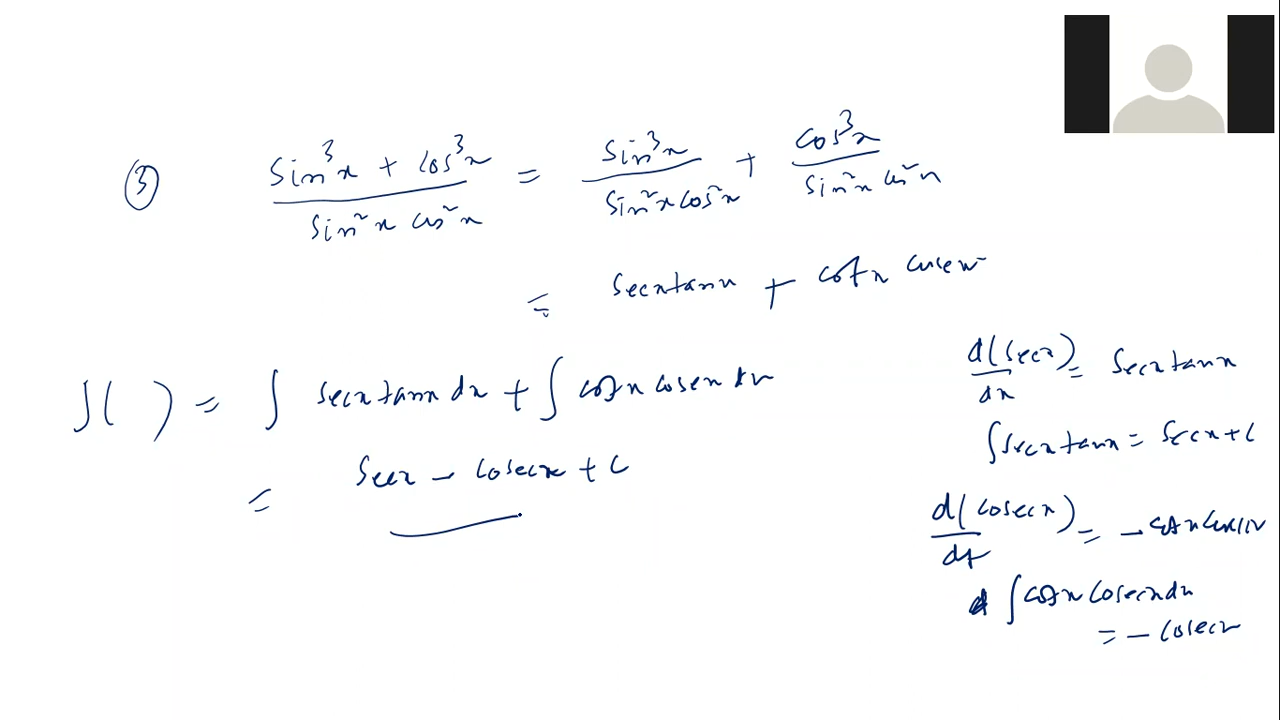 ③ (sin³x + cos³x)/(sin²x cos²x) = sin³x/(sin²x cos²x) + cos³x/(sin²x cos²x)
= secx tanx + cotx cosecx
∫( ) = ∫ secx tanx dx + ∫ cotx cosecx dx
= secx - cosecx + c
d(secx)/dx = secx tanx
∫secx tanx = secx + c
d(cosecx)/dx = - cotx cosecx
∫cotx cosecx dx
= - cosecx